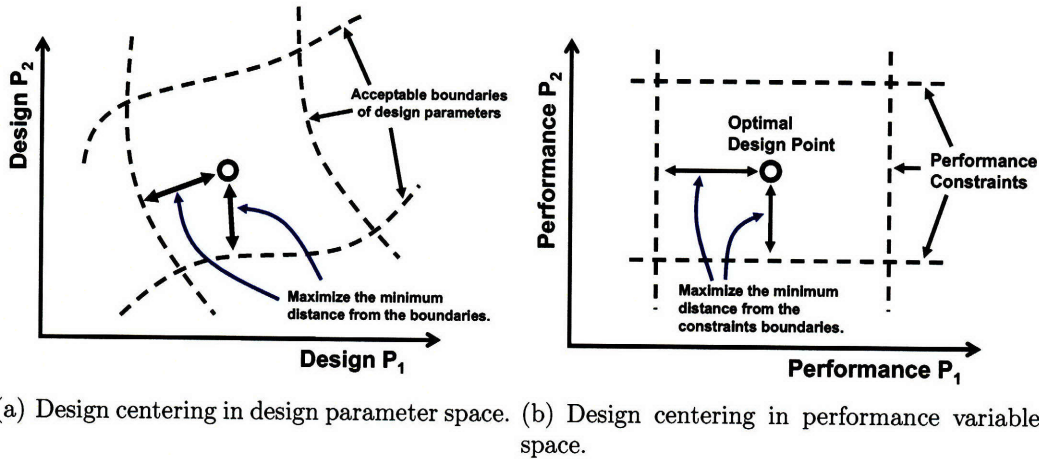 Design P2
Acceptable boundaries
of design parameters
Maximize the minimum
distance from the boundaries.
Design P1
(a) Design centering in design parameter space.
Performance P2
Optimal
Design Point
Performance
Constraints
Maximize the minimum
distance from the
constraints boundaries.
Performance P1
(b) Design centering in performance variable
space.